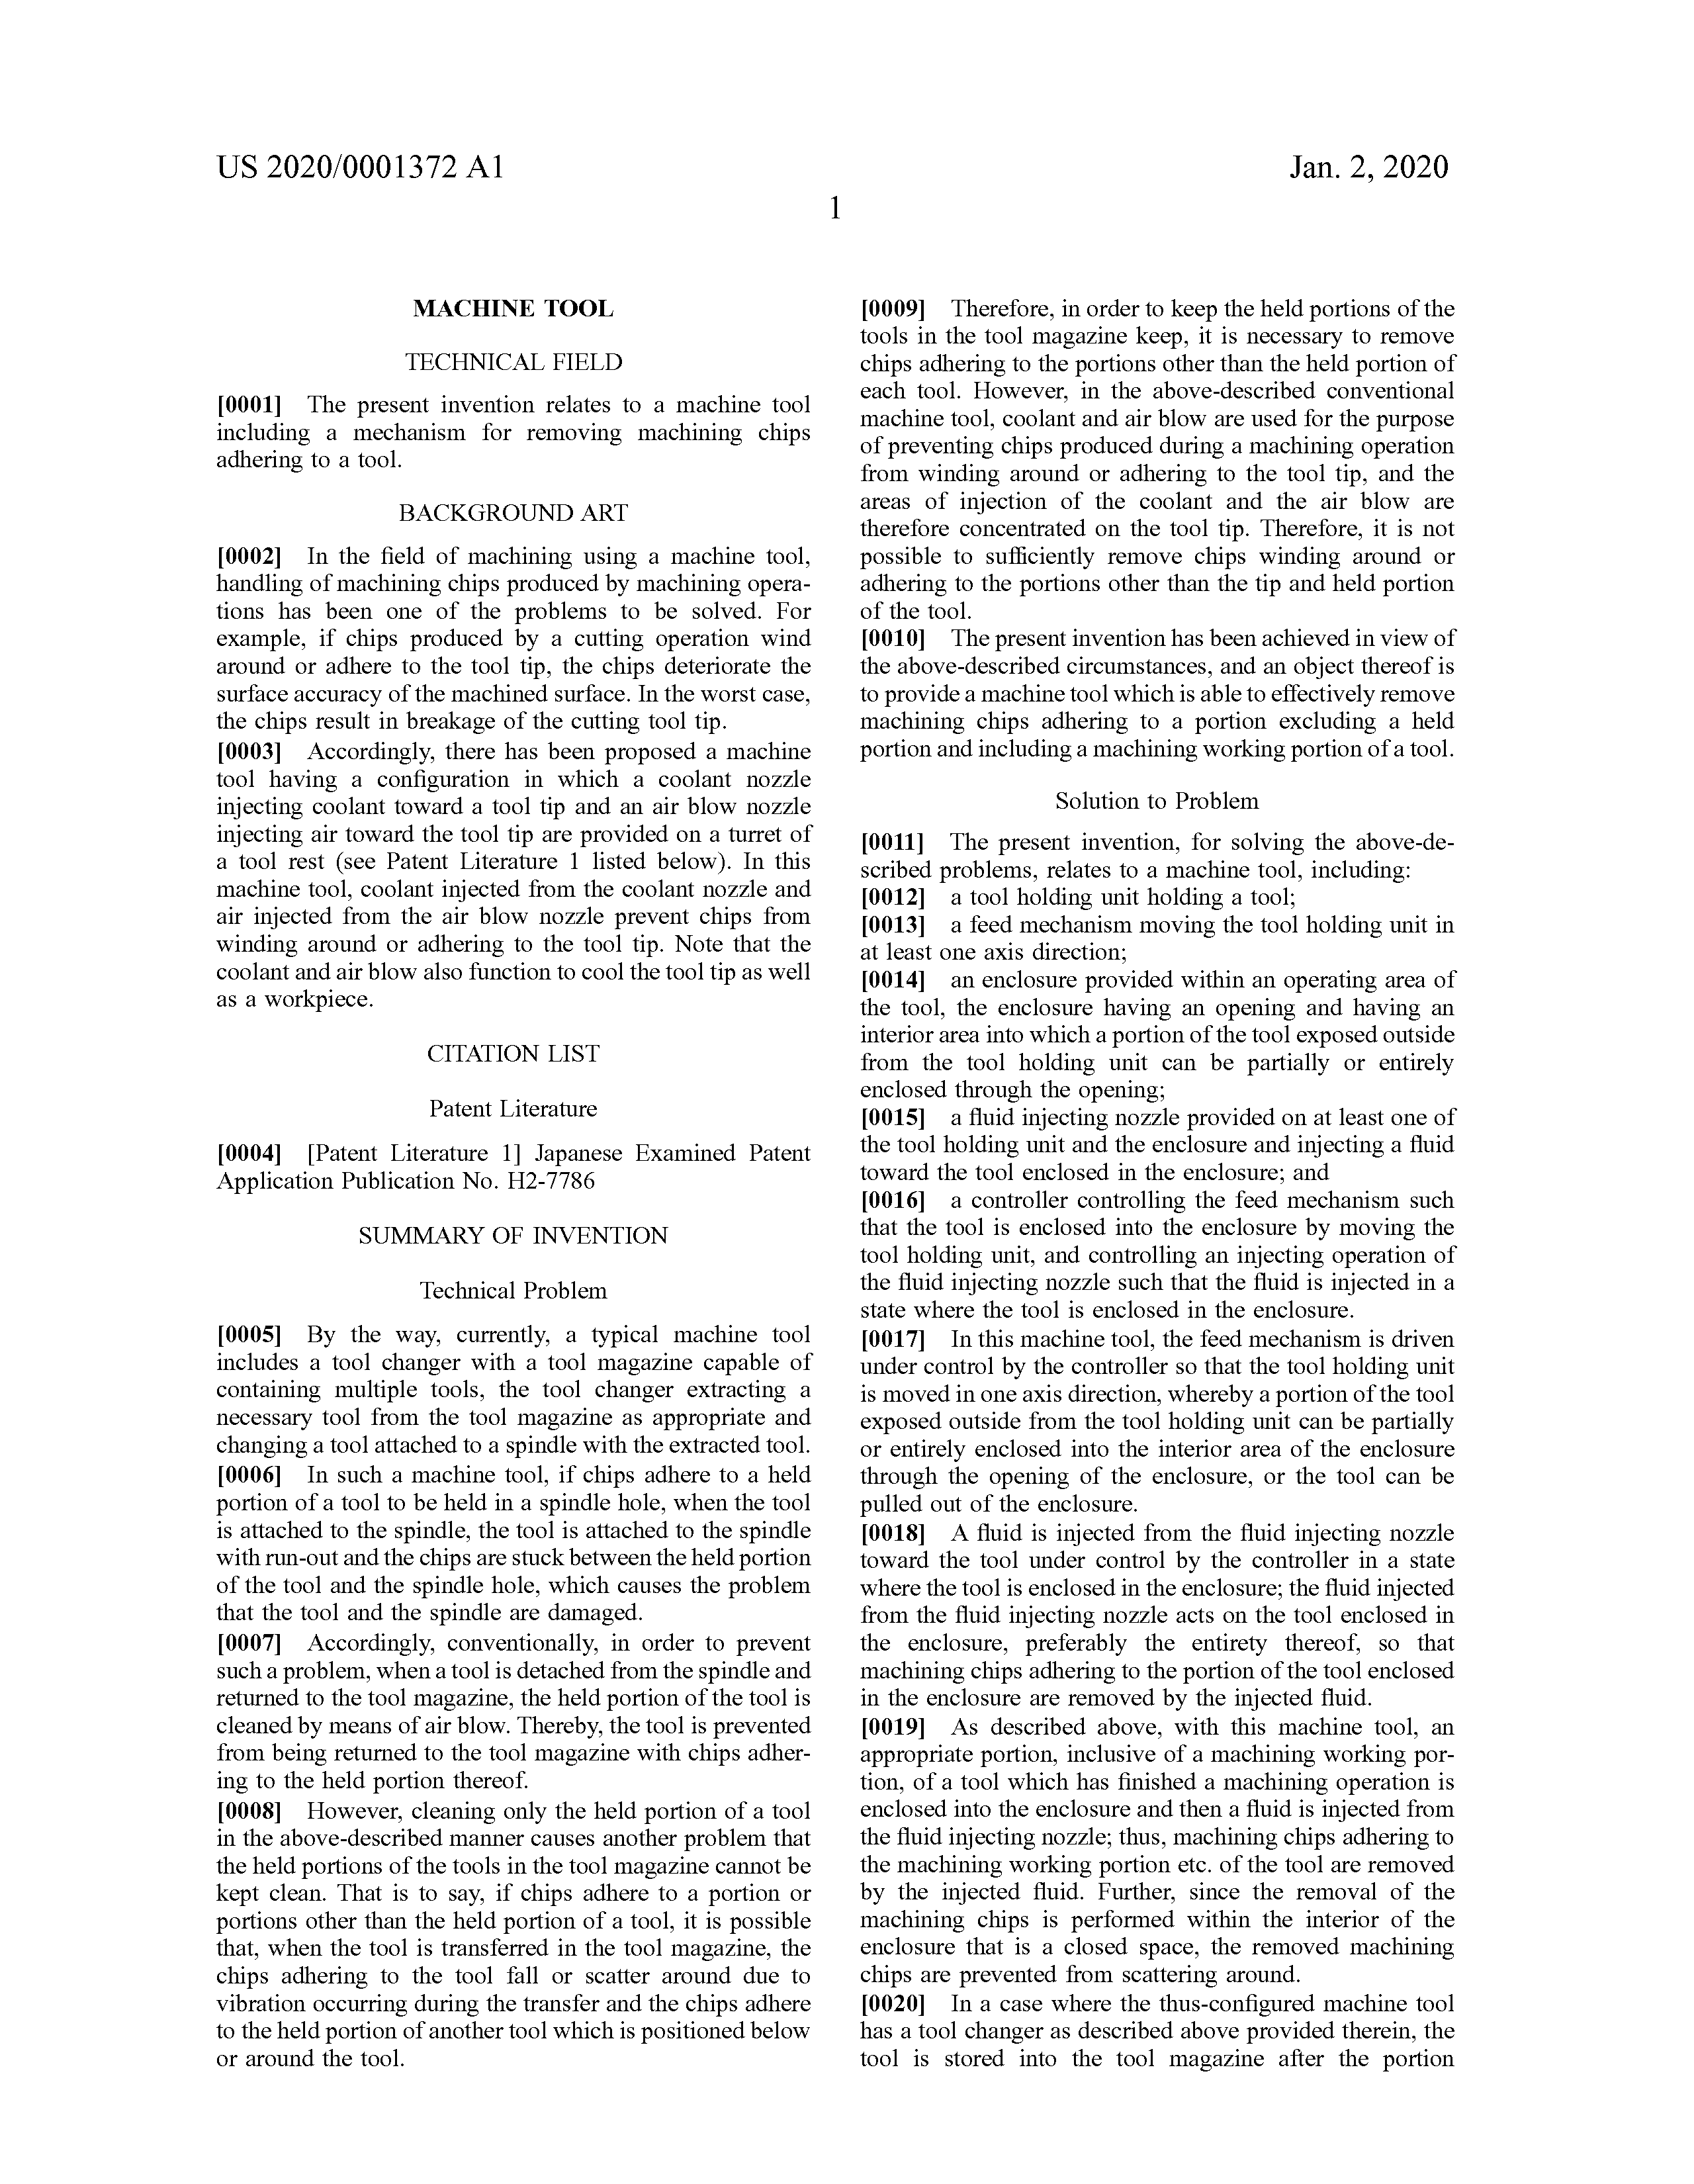 US 2020/0001372 A1
Jan. 2, 2020
1
MACHINE TOOL
TECHNICAL FIELD
[0001] The present invention relates to a machine tool
including a mechanism for removing machining chips
adhering to a tool.
BACKGROUND ART
[0002] In the field of machining using a machine tool,
handling of machining chips produced by machining opera-
tions has been one of the problems to be solved. For
example, if chips produced by a cutting operation wind
around or adhere to the tool tip, the chips deteriorate the
surface accuracy of the machined surface. In the worst case,
the chips result in breakage of the cutting tool tip.
[0003] Accordingly, there has been proposed a machine
tool having a configuration in which a coolant nozzle
injecting coolant toward a tool tip and an air blow nozzle
injecting air toward the tool tip are provided on a turret of
a tool rest (see Patent Literature 1 listed below). In this
machine tool, coolant injected from the coolant nozzle and
air injected from the air blow nozzle prevent chips from
winding around or adhering to the tool tip. Note that the
coolant and air blow also function to cool the tool tip as well
as a workpiece.
CITATION LIST
Patent Literature
[0004] [Patent Literature 1] Japanese Examined Patent
Application Publication No. H2-7786
SUMMARY OF INVENTION
Technical Problem
[0005] By the way, currently, a typical machine tool
includes a tool changer with a tool magazine capable of
containing multiple tools, the tool changer extracting a
necessary tool from the tool magazine as appropriate and
changing a tool attached to a spindle with the extracted tool.
[0006] In such a machine tool, if chips adhere to a held
portion of a tool to be held in a spindle hole, when the tool
is attached to the spindle, the tool is attached to the spindle
with run-out and the chips are stuck between the held portion
of the tool and the spindle hole, which causes the problem
that the tool and the spindle are damaged.
[0007] Accordingly, conventionally, in order to prevent
such a problem, when a tool is detached from the spindle and
returned to the tool magazine, the held portion of the tool is
cleaned by means of air blow. Thereby, the tool is prevented
from being returned to the tool magazine with chips adher-
ing to the held portion thereof.
[0008] However, cleaning only the held portion of a tool
in the above-described manner causes another problem that
the held portions of the tools in the tool magazine cannot be
kept clean. That is to say, if chips adhere to a portion or
portions other than the held portion of a tool, it is possible
that, when the tool is transferred in the tool magazine, the
chips adhering to the tool fall or scatter around due to
vibration occurring during the transfer and the chips adhere
to the held portion of another tool which is positioned below
or around the tool.
[0009] Therefore, in order to keep the held portions of the
tools in the tool magazine keep, it is necessary to remove
chips adhering to the portions other than the held portion of
each tool. However, in the above-described conventional
machine tool, coolant and air blow are used for the purpose
of preventing chips produced during a machining operation
from winding around or adhering to the tool tip, and the
areas of injection of the coolant and the air blow are
therefore concentrated on the tool tip. Therefore, it is not
possible to sufficiently remove chips winding around or
adhering to the portions other than the tip and held portion
of the tool.
[0010] The present invention has been achieved in view of
the above-described circumstances, and an object thereof is
to provide a machine tool which is able to effectively remove
machining chips adhering to a portion excluding a held
portion and including a machining working portion of a tool.
Solution to Problem
[0011] The present invention, for solving the above-de-
scribed problems, relates to a machine tool, including:
[0012] a tool holding unit holding a tool;
[0013] a feed mechanism moving the tool holding unit in
at least one axis direction;
[0014] an enclosure provided within an operating area of
the tool, the enclosure having an opening and having an
interior area into which a portion of the tool exposed outside
from the tool holding unit can be partially or entirely
enclosed through the opening;
[0015] a fluid injecting nozzle provided on at least one of
the tool holding unit and the enclosure and injecting a fluid
toward the tool enclosed in the enclosure; and
[0016] a controller controlling the feed mechanism such
that the tool is enclosed into the enclosure by moving the
tool holding unit, and controlling an injecting operation of
the fluid injecting nozzle such that the fluid is injected in a
state where the tool is enclosed in the enclosure.
[0017] In this machine tool, the feed mechanism is driven
under control by the controller so that the tool holding unit
is moved in one axis direction, whereby a portion of the tool
exposed outside from the tool holding unit can be partially
or entirely enclosed into the interior area of the enclosure
through the opening of the enclosure, or the tool can be
pulled out of the enclosure.
[0018] A fluid is injected from the fluid injecting nozzle
toward the tool under control by the controller in a state
where the tool is enclosed in the enclosure; the fluid injected
from the fluid injecting nozzle acts on the tool enclosed in
the enclosure, preferably the entirety thereof, so that
machining chips adhering to the portion of the tool enclosed
in the enclosure are removed by the injected fluid.
[0019] As described above, with this machine tool, an
appropriate portion, inclusive of a machining working por-
tion, of a tool which has finished a machining operation is
enclosed into the enclosure and then a fluid is injected from
the fluid injecting nozzle; thus, machining chips adhering to
the machining working portion etc. of the tool are removed
by the injected fluid. Further, since the removal of the
machining chips is performed within the interior of the
enclosure that is a closed space, the removed machining
chips are prevented from scattering around.
[0020] In a case where the thus-configured machine tool
has a tool changer as described above provided therein, the
tool is stored into the tool magazine after the portion